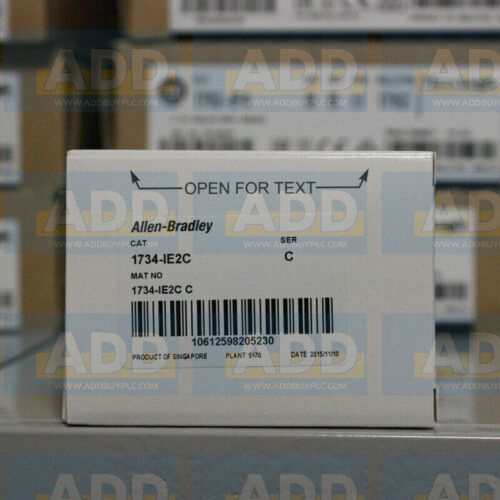 OPEN FOR TEXT
Allen-Bradley
CAT
SER
1734-IE2C
C
MAT NO
1734-IE2C C
10612598205230
PRODUCT OF SINGAPORE PLANT 5170 DATE 2015/11/10
ADD
WWW.ADDBUYPLC.COM